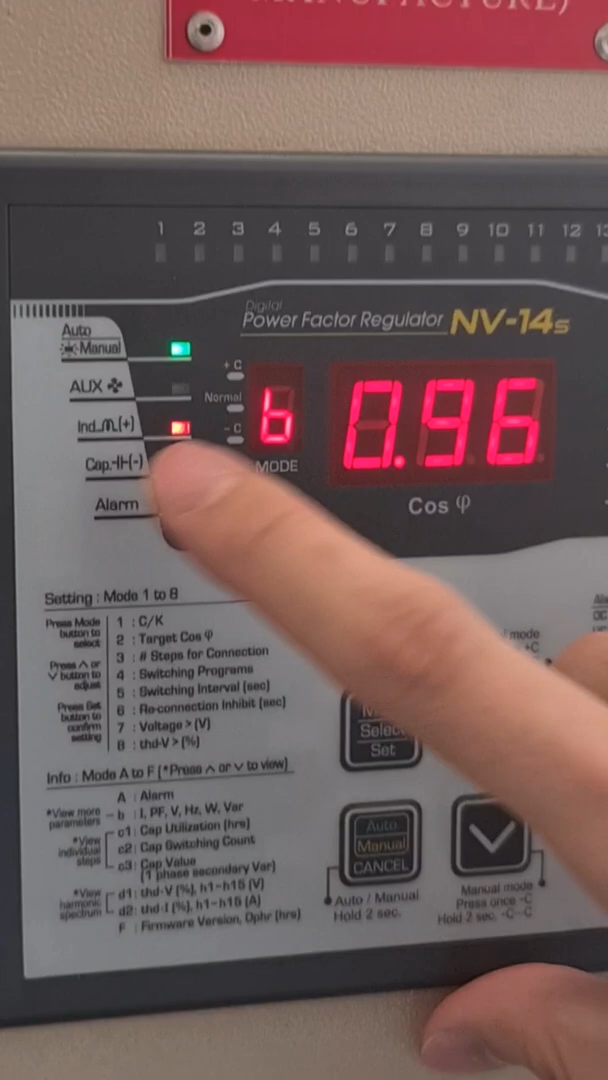 MANUFACTURE)
1 2 3 4 5 6 7 8 9 10 11 12
Digital
Power Factor Regulator NV-14s
Auto
Manual
AUX
Ind. (+)
Cap. (-)
Alarm
+ C
Normal
- C
b
MODE
0.96
Cos φ
Setting : Mode 1 to 8
Press Mode button to select
Press ∧ or ∨ button to adjust
Press Set button to confirm setting
1 : C/K
2 : Target Cos φ
3 : # Steps for Connection
4 : Switching Programs
5 : Switching Interval (sec)
6 : Re-connection Inhibit (sec)
7 : Voltage > (V)
8 : thd-V > (%)
Info : Mode A to F (*Press ∧ or ∨ to view)
*View more parameters
*View individual steps
*View harmonic spectrum
A : Alarm
b : I, PF, V, Hz, W, Var
c1 : Cap Utilization (hrs)
c2 : Cap Switching Count
c3 : Cap Value
(1 phase secondary Var)
d1 : thd-V (%), h1~h15 (V)
d2 : thd-I (%), h1~h15 (A)
F : Firmware Version, Ophr (hrs)
mode
+C
Select
Set
Auto
Manual
CANCEL
Auto / Manual
Hold 2 sec.
Manual mode
Press once -C
Hold 2 sec. -C--C